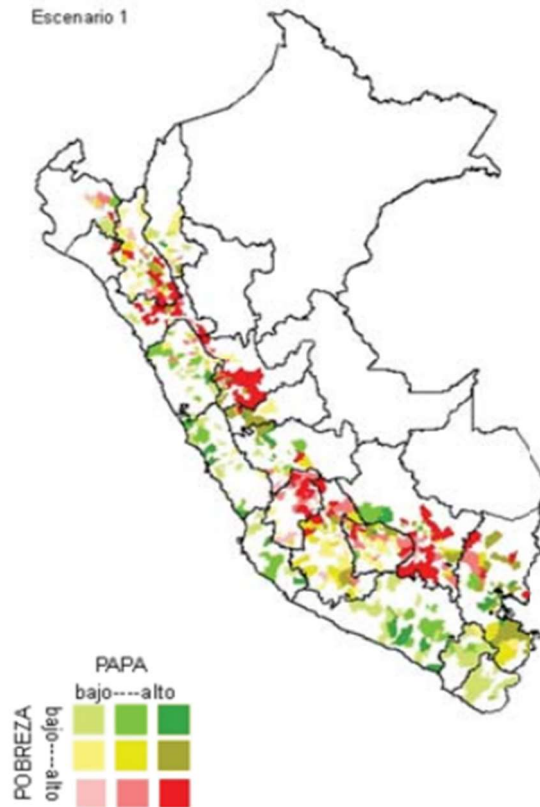 Escenario 1
PAPA
bajo----alto
POBREZA
bajo---alto